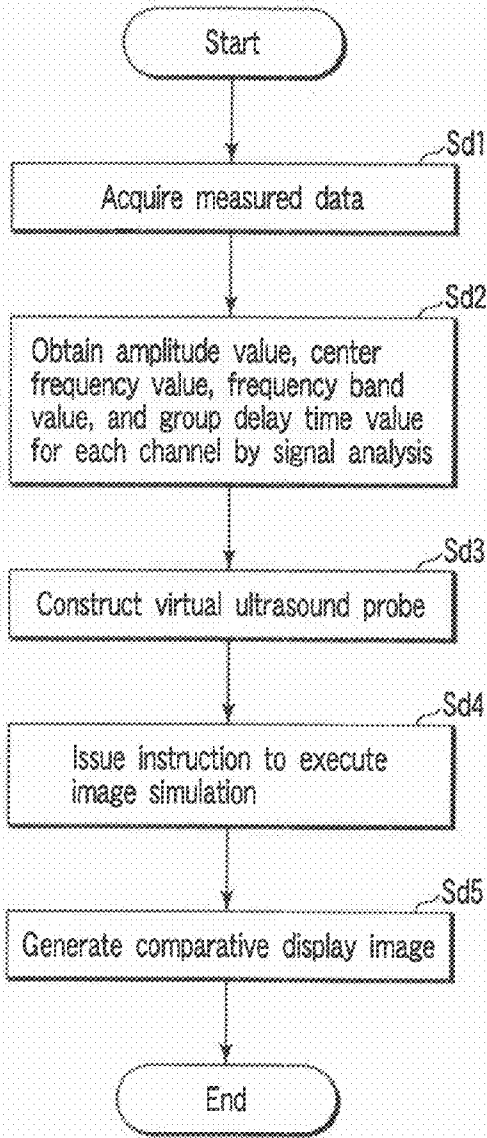 Start
Sd1
Acquire measured data
Sd2
Obtain amplitude value, center
frequency value, frequency band
value, and group delay time value
for each channel by signal analysis
Sd3
Construct virtual ultrasound probe
Sd4
Issue instruction to execute
image simulation
Sd5
Generate comparative display image
End